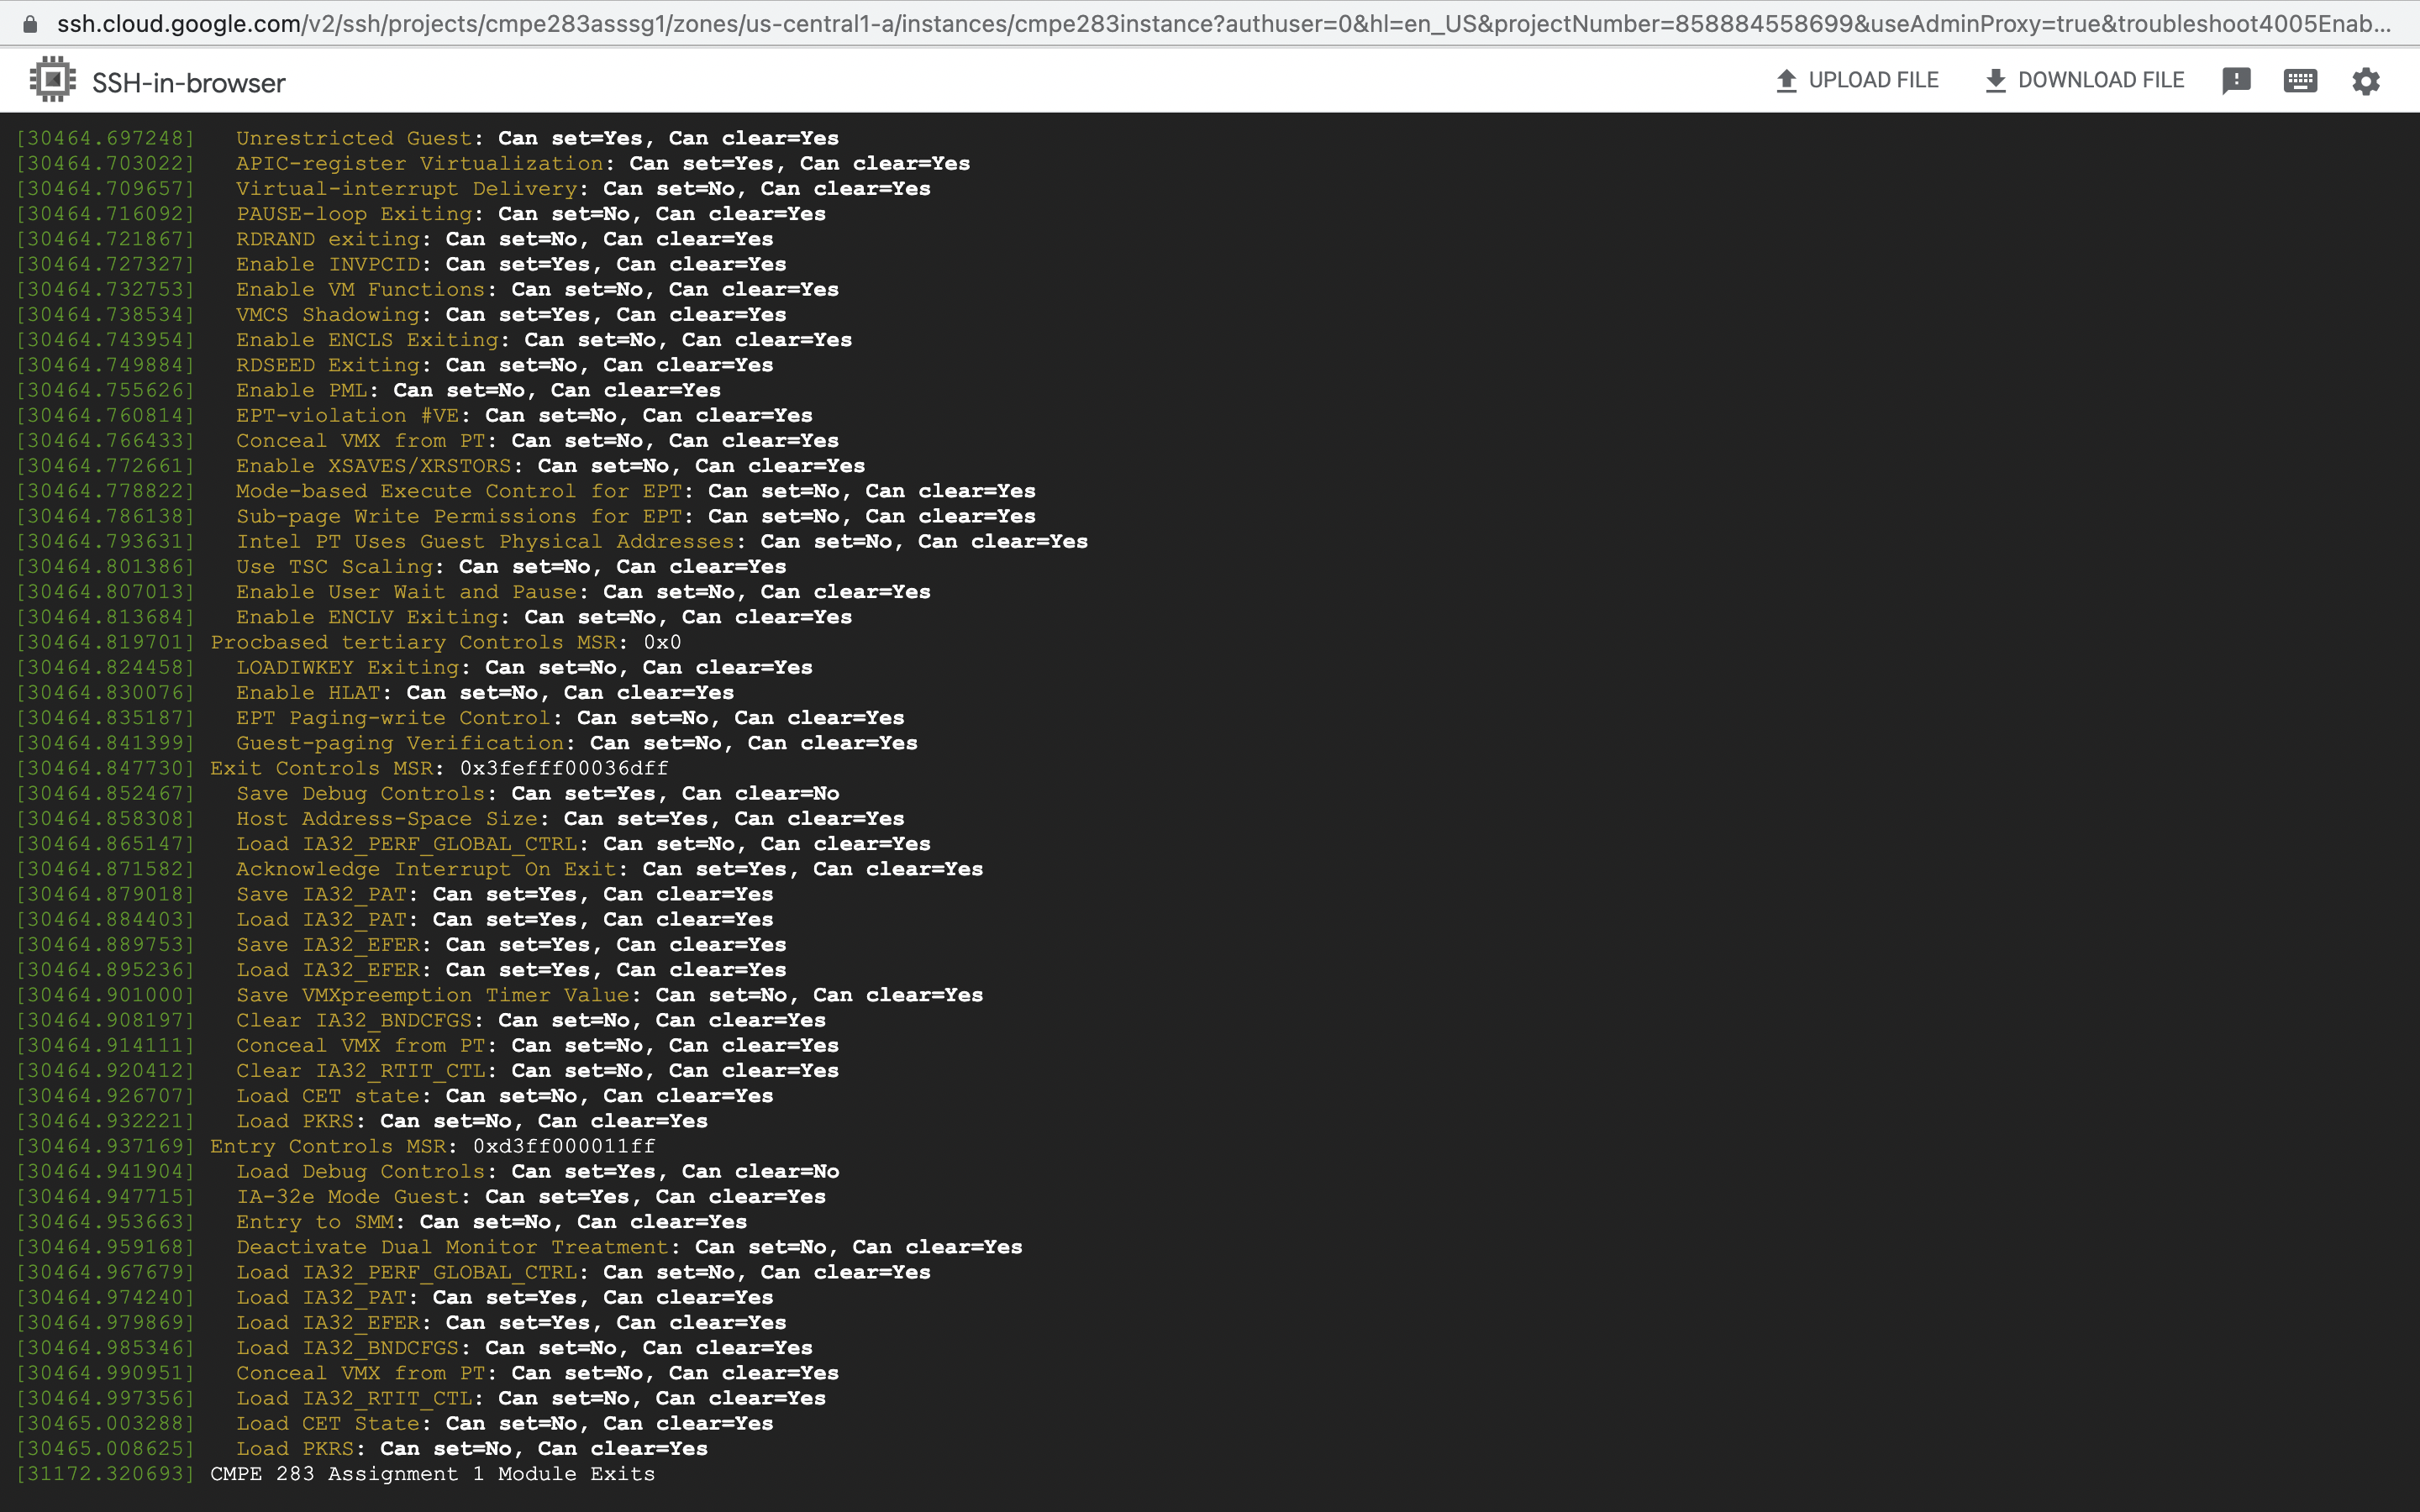 ssh.cloud.google.com/v2/ssh/projects/cmpe283asssg1/zones/us-central1-a/instances/cmpe283instance?authuser=0&hl=en_US&projectNumber=858884558699&useAdminProxy=true&troubleshoot4005Enab...
SSH-in-browser UPLOAD FILE DOWNLOAD FILE
[30464.697248]   Unrestricted Guest: Can set=Yes, Can clear=Yes
[30464.703022]   APIC-register Virtualization: Can set=Yes, Can clear=Yes
[30464.709657]   Virtual-interrupt Delivery: Can set=No, Can clear=Yes
[30464.716092]   PAUSE-loop Exiting: Can set=No, Can clear=Yes
[30464.721867]   RDRAND exiting: Can set=No, Can clear=Yes
[30464.727327]   Enable INVPCID: Can set=Yes, Can clear=Yes
[30464.732753]   Enable VM Functions: Can set=No, Can clear=Yes
[30464.738534]   VMCS Shadowing: Can set=Yes, Can clear=Yes
[30464.743954]   Enable ENCLS Exiting: Can set=No, Can clear=Yes
[30464.749884]   RDSEED Exiting: Can set=No, Can clear=Yes
[30464.755626]   Enable PML: Can set=No, Can clear=Yes
[30464.760814]   EPT-violation #VE: Can set=No, Can clear=Yes
[30464.766433]   Conceal VMX from PT: Can set=No, Can clear=Yes
[30464.772661]   Enable XSAVES/XRSTORS: Can set=No, Can clear=Yes
[30464.778822]   Mode-based Execute Control for EPT: Can set=No, Can clear=Yes
[30464.786138]   Sub-page Write Permissions for EPT: Can set=No, Can clear=Yes
[30464.793631]   Intel PT Uses Guest Physical Addresses: Can set=No, Can clear=Yes
[30464.801386]   Use TSC Scaling: Can set=No, Can clear=Yes
[30464.807013]   Enable User Wait and Pause: Can set=No, Can clear=Yes
[30464.813684]   Enable ENCLV Exiting: Can set=No, Can clear=Yes
[30464.819701] Procbased tertiary Controls MSR: 0x0
[30464.824458]   LOADIWKEY Exiting: Can set=No, Can clear=Yes
[30464.830076]   Enable HLAT: Can set=No, Can clear=Yes
[30464.835187]   EPT Paging-write Control: Can set=No, Can clear=Yes
[30464.841399]   Guest-paging Verification: Can set=No, Can clear=Yes
[30464.847730] Exit Controls MSR: 0x3fefff00036dff
[30464.852467]   Save Debug Controls: Can set=Yes, Can clear=No
[30464.858308]   Host Address-Space Size: Can set=Yes, Can clear=Yes
[30464.865147]   Load IA32_PERF_GLOBAL_CTRL: Can set=No, Can clear=Yes
[30464.871582]   Acknowledge Interrupt On Exit: Can set=Yes, Can clear=Yes
[30464.879018]   Save IA32_PAT: Can set=Yes, Can clear=Yes
[30464.884403]   Load IA32_PAT: Can set=Yes, Can clear=Yes
[30464.889753]   Save IA32_EFER: Can set=Yes, Can clear=Yes
[30464.895236]   Load IA32_EFER: Can set=Yes, Can clear=Yes
[30464.901000]   Save VMXpreemption Timer Value: Can set=No, Can clear=Yes
[30464.908197]   Clear IA32_BNDCFGS: Can set=No, Can clear=Yes
[30464.914111]   Conceal VMX from PT: Can set=No, Can clear=Yes
[30464.920412]   Clear IA32_RTIT_CTL: Can set=No, Can clear=Yes
[30464.926707]   Load CET state: Can set=No, Can clear=Yes
[30464.932221]   Load PKRS: Can set=No, Can clear=Yes
[30464.937169] Entry Controls MSR: 0xd3ff000011ff
[30464.941904]   Load Debug Controls: Can set=Yes, Can clear=No
[30464.947715]   IA-32e Mode Guest: Can set=Yes, Can clear=Yes
[30464.953663]   Entry to SMM: Can set=No, Can clear=Yes
[30464.959168]   Deactivate Dual Monitor Treatment: Can set=No, Can clear=Yes
[30464.967679]   Load IA32_PERF_GLOBAL_CTRL: Can set=No, Can clear=Yes
[30464.974240]   Load IA32_PAT: Can set=Yes, Can clear=Yes
[30464.979869]   Load IA32_EFER: Can set=Yes, Can clear=Yes
[30464.985346]   Load IA32_BNDCFGS: Can set=No, Can clear=Yes
[30464.990951]   Conceal VMX from PT: Can set=No, Can clear=Yes
[30464.997356]   Load IA32_RTIT_CTL: Can set=No, Can clear=Yes
[30465.003288]   Load CET State: Can set=No, Can clear=Yes
[30465.008625]   Load PKRS: Can set=No, Can clear=Yes
[31172.320693] CMPE 283 Assignment 1 Module Exits